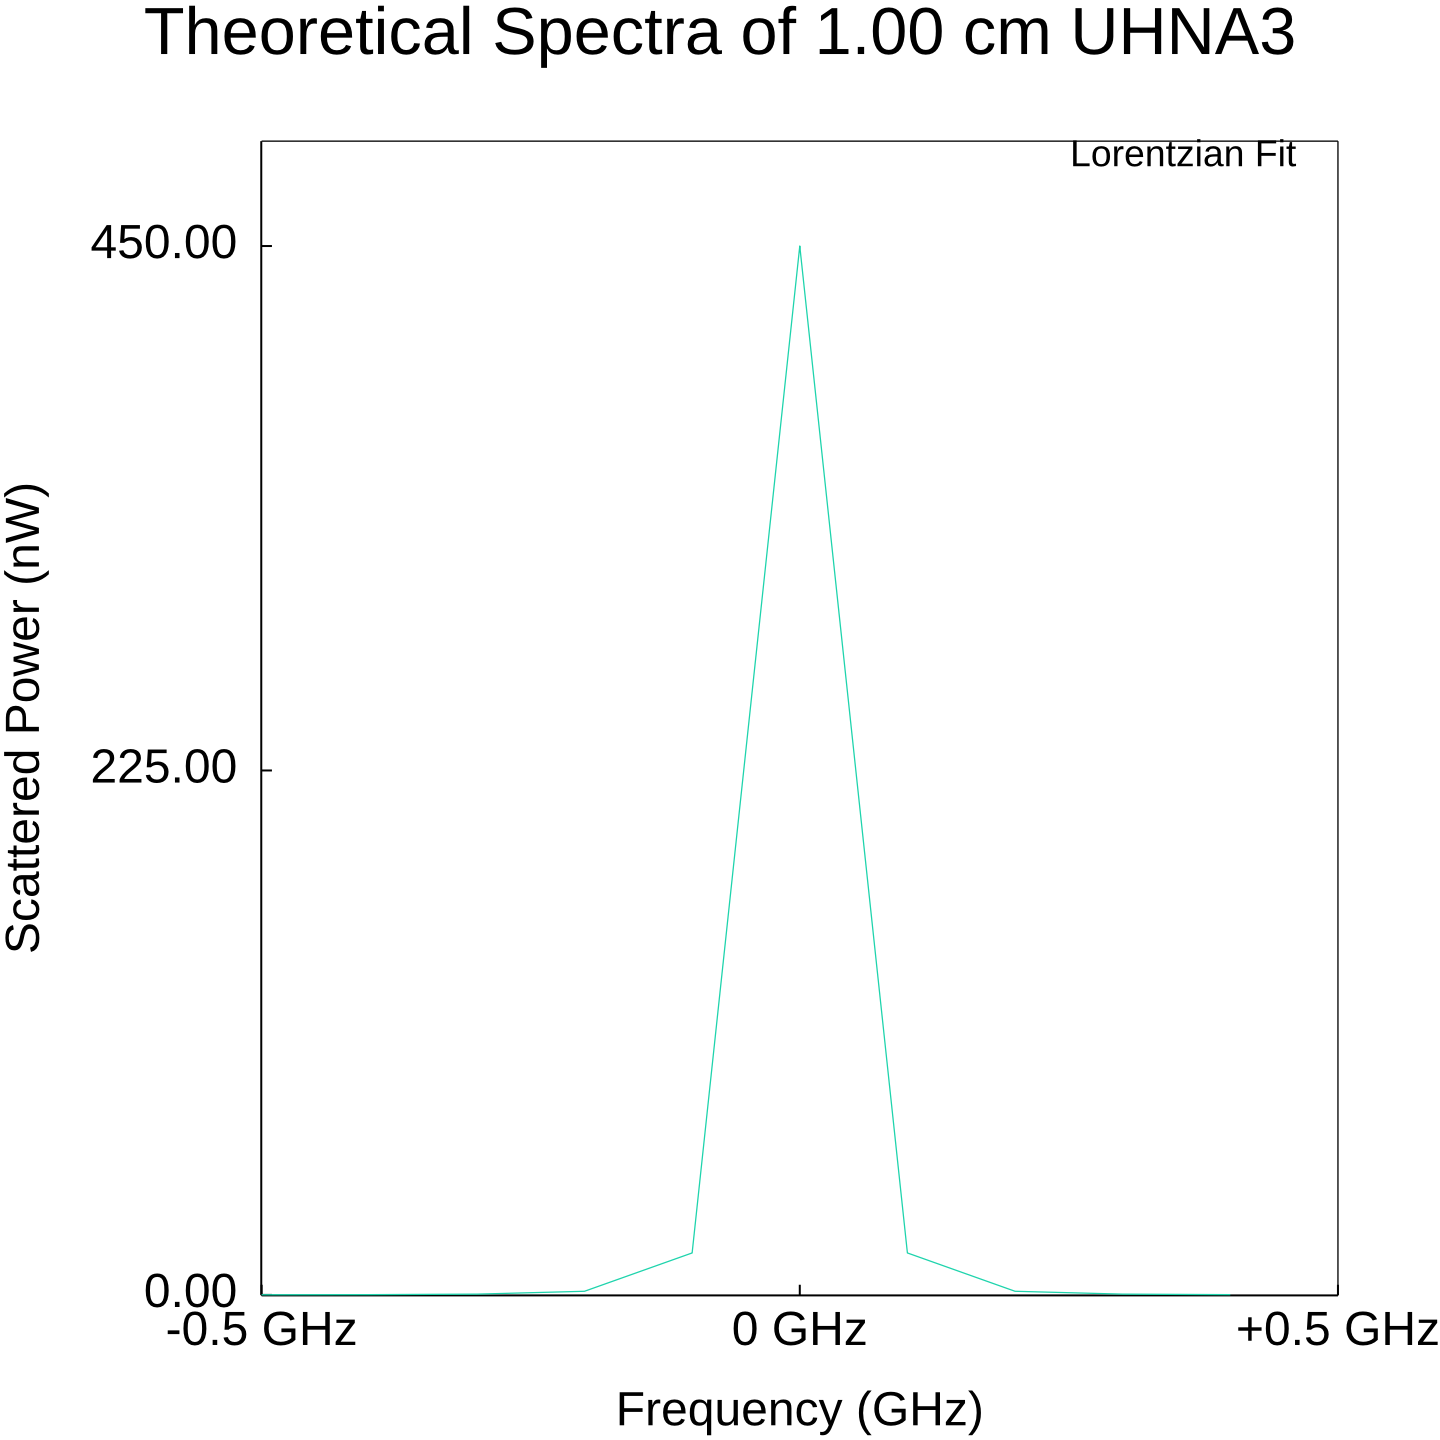 Theoretical Spectra of 1.00 cm UHNA3
Lorentzian Fit
450.00
225.00
0.00
Scattered Power (nW)
-0.5 GHz
0 GHz
+0.5 GHz
Frequency (GHz)